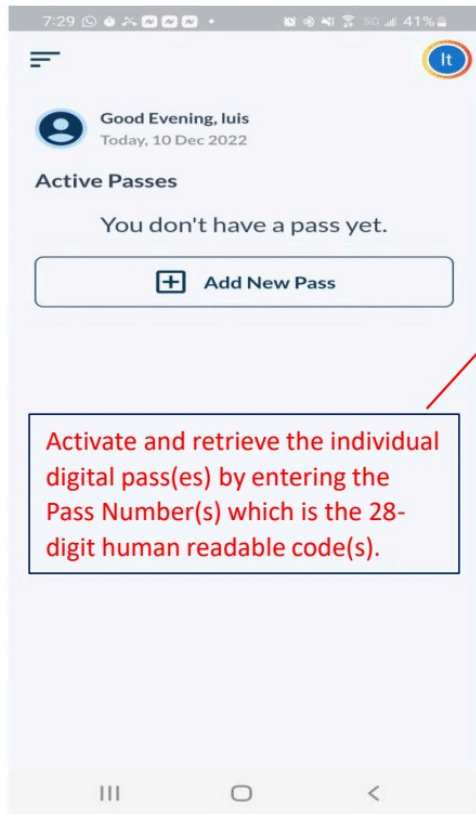 7:29
5G
41%
It
Good Evening, luis
Today, 10 Dec 2022
Active Passes
You don't have a pass yet.
Add New Pass
Activate and retrieve the individual
digital pass(es) by entering the
Pass Number(s) which is the 28-
digit human readable code(s).